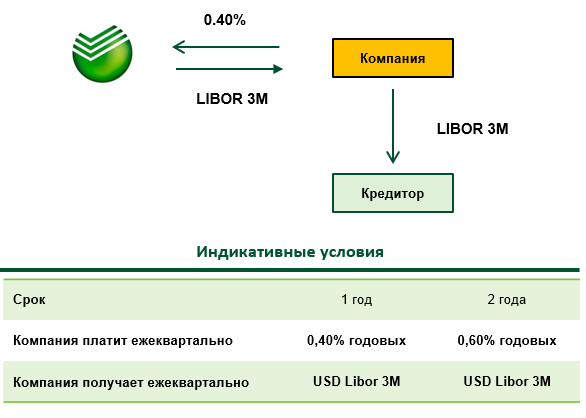 0.40%
Компания
LIBOR 3M
LIBOR 3M
Кредитор
Индикативные условия
Срок 1 год 2 года
Компания платит ежеквартально 0,40% годовых 0,60% годовых
Компания получает ежеквартально USD Libor 3M USD Libor 3M